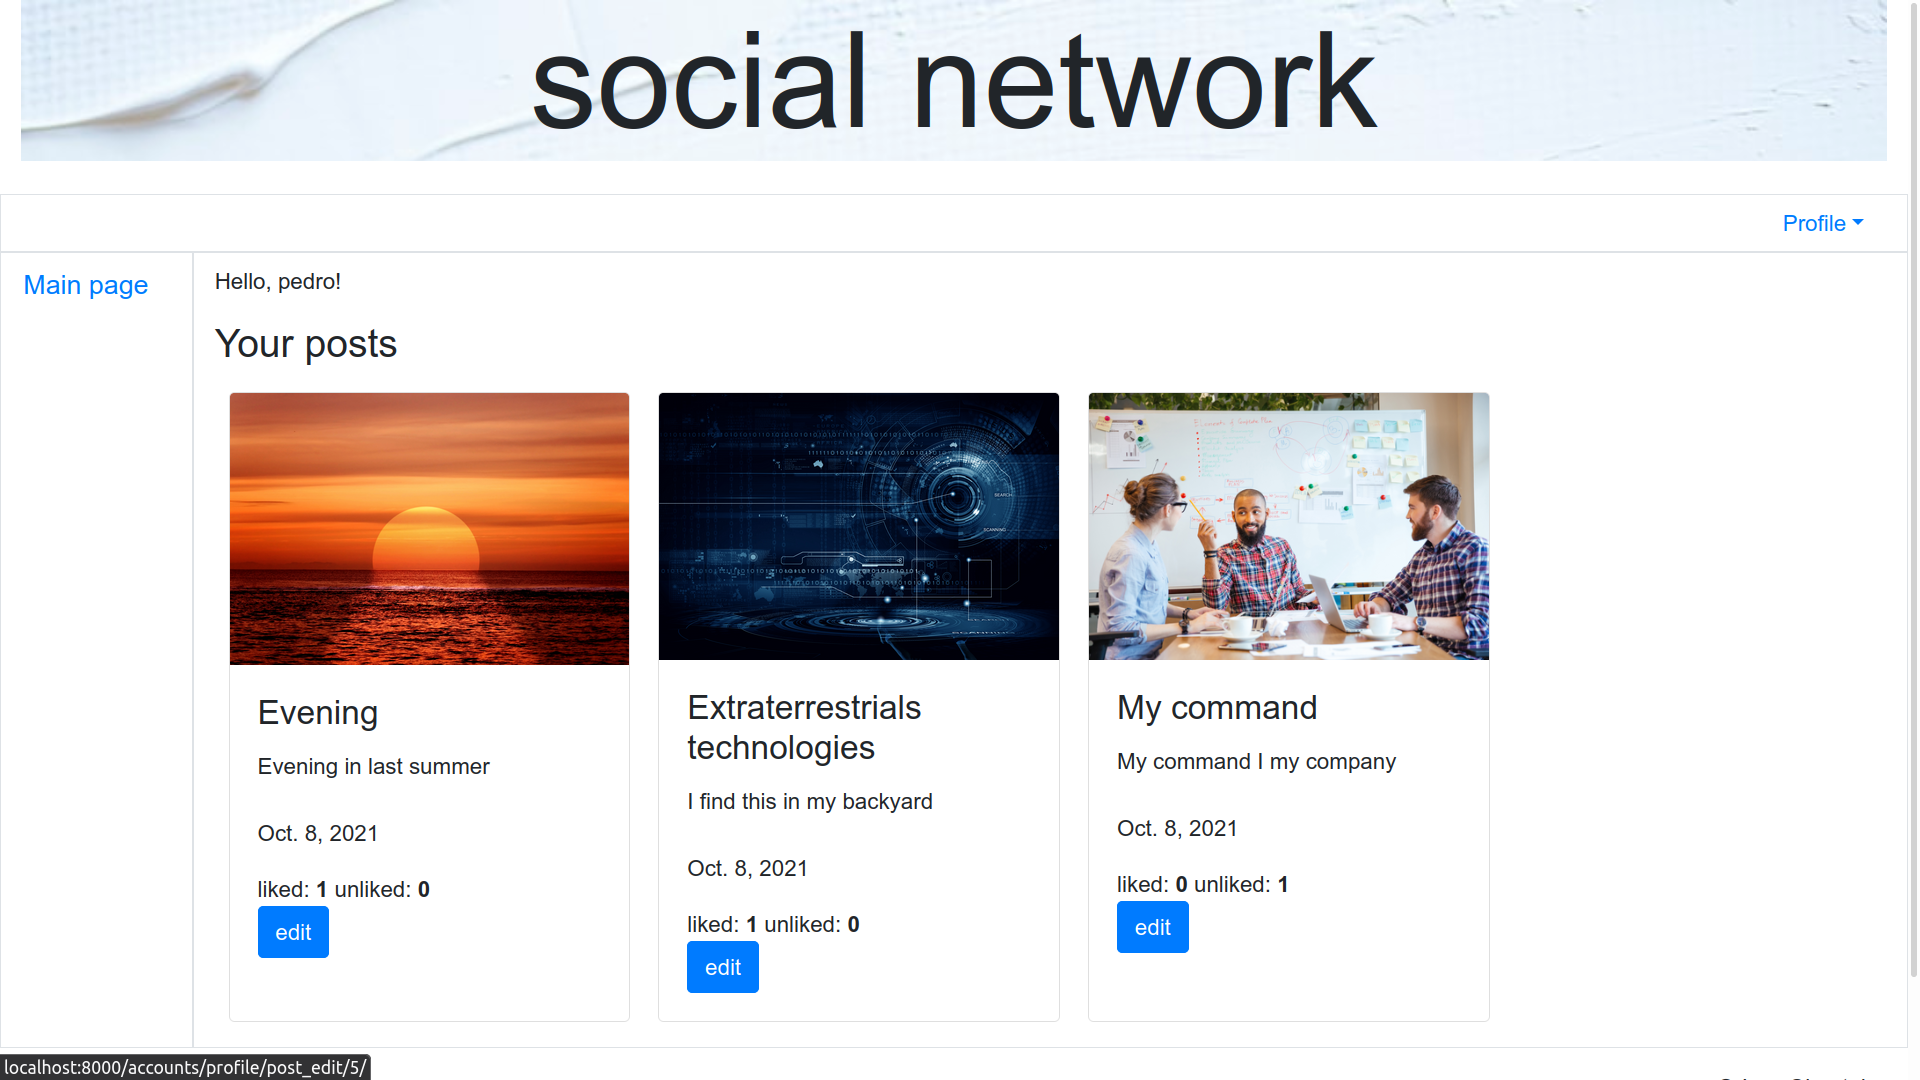 social network
Profile
Main page
Hello, pedro!
Your posts
SEARCH
SCANNING
Evening
Evening in last summer
Oct. 8, 2021
liked: 1 unliked: 0
edit
Extraterrestrials
technologies
I find this in my backyard
Oct. 8, 2021
liked: 1 unliked: 0
edit
My command
My command I my company
Oct. 8, 2021
liked: 0 unliked: 1
edit
localhost:8000/accounts/profile/post_edit/5/